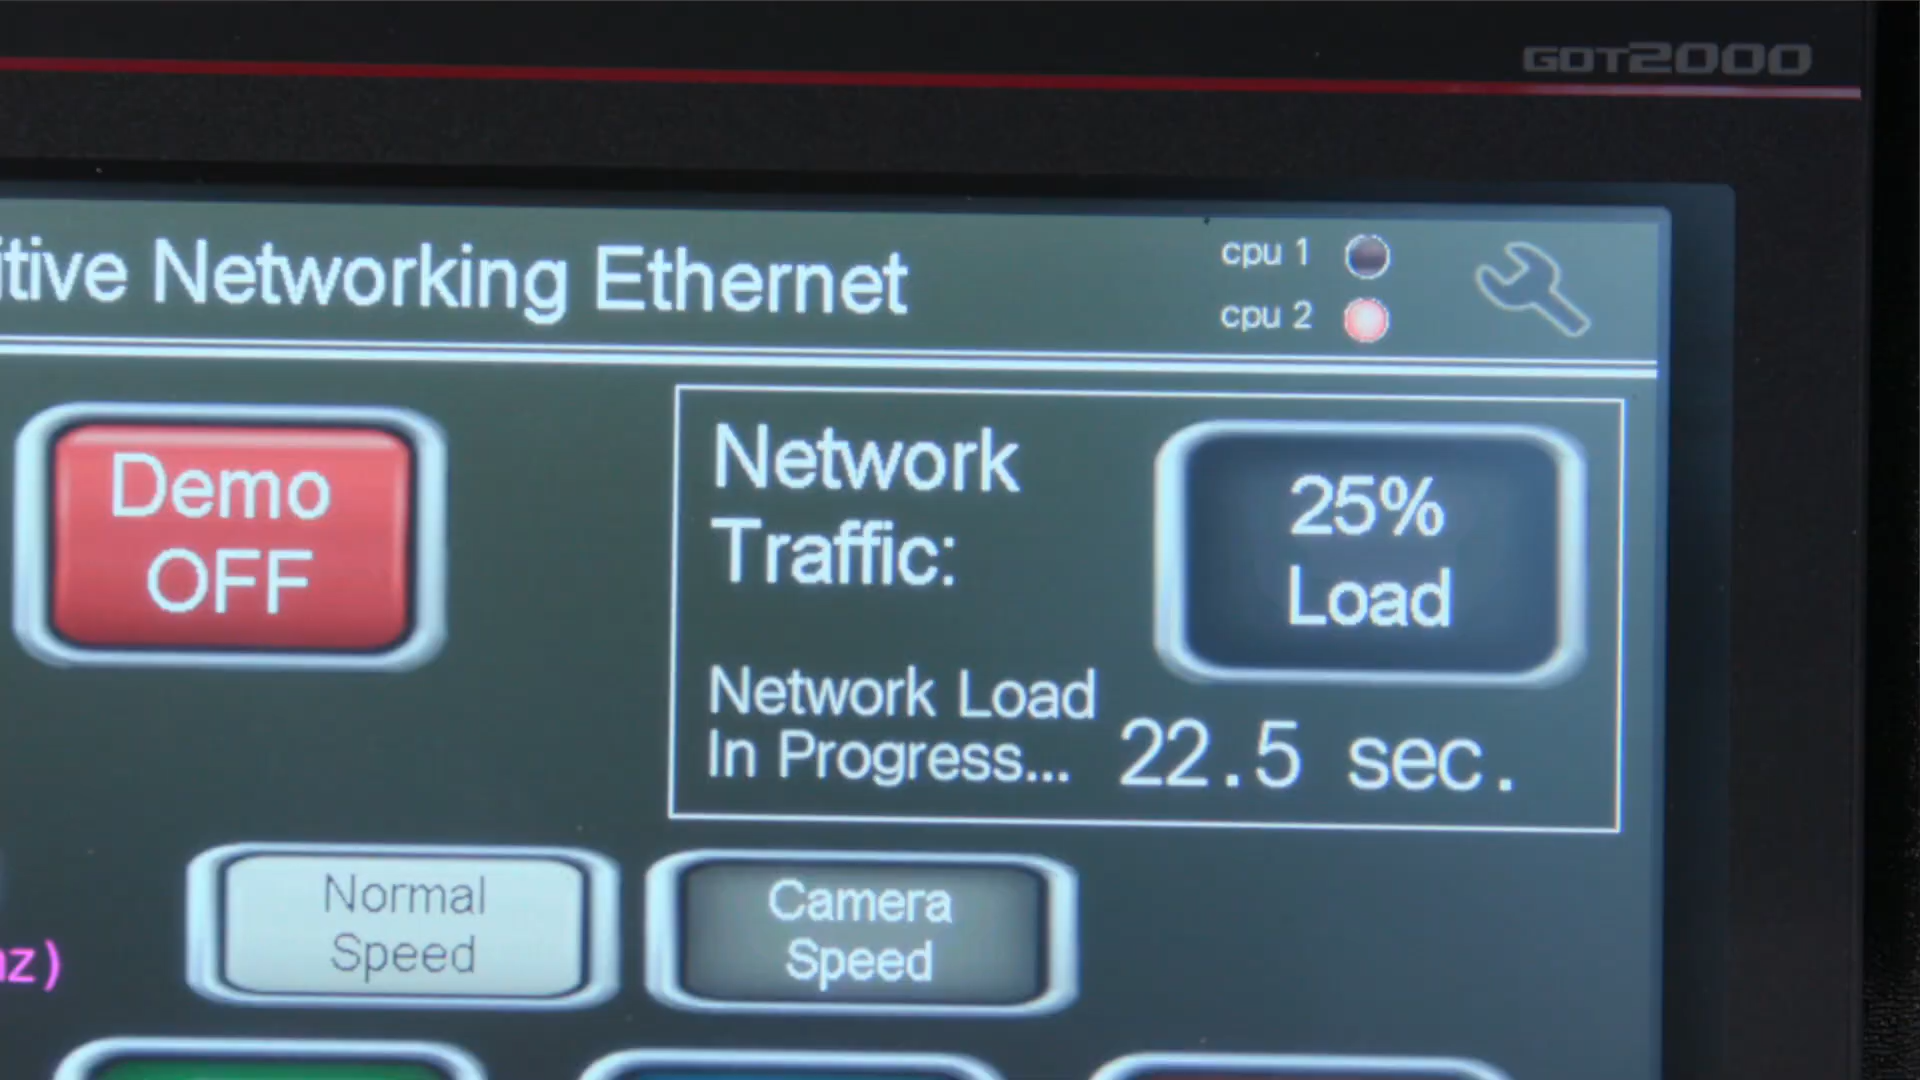 GOT2000
itive Networking Ethernet
cpu 1
cpu 2
Demo
OFF
Network
Traffic:
25%
Load
Network Load
In Progress...
22.5 sec.
Normal
Speed
Camera
Speed
z)